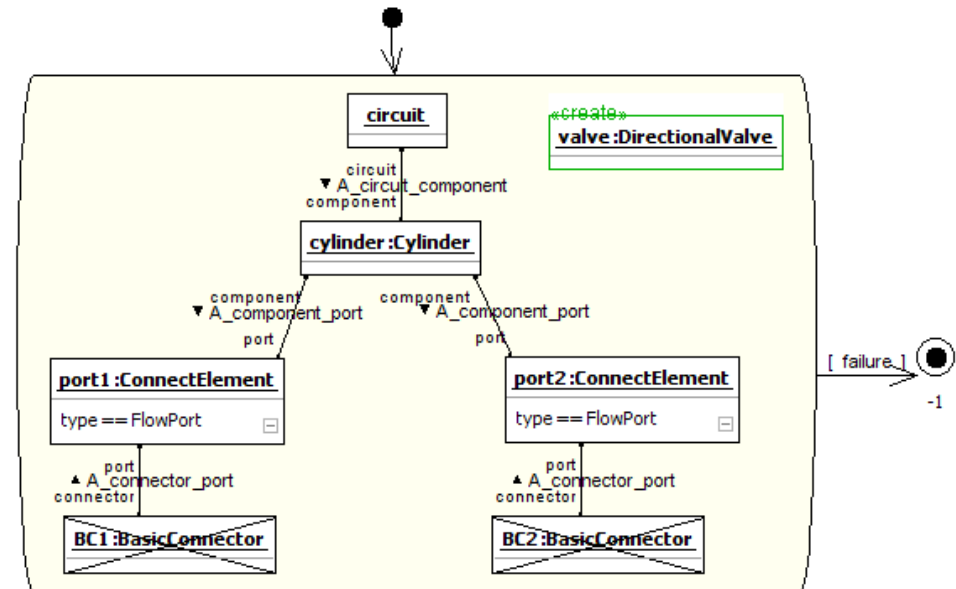 circuit
«create»
valve:DirectionalValve
circuit
▼ A_circuit_component
component
cylinder:Cylinder
component
▼ A_component_port
port
component
▼ A_component_port
port
port1:ConnectElement
type==FlowPort
port2:ConnectElement
type==FlowPort
[ failure ]
-1
port
▲ A_connector_port
connector
port
▲ A_connector_port
connector
BC1:BasicConnector
BC2:BasicConnector